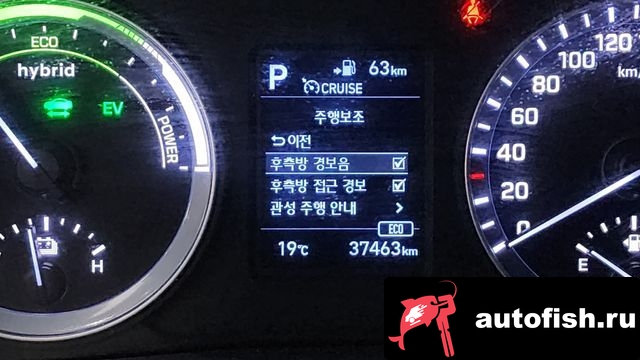 ECO
hybrid
EV
POWER
H
P
63km
CRUISE
주행보조
이전
후측방 경보음
후측방 접근 경보
관성 주행 안내
ECO
19℃
37463km
0
20
40
60
80
100
120
km/
E
autofish.ru